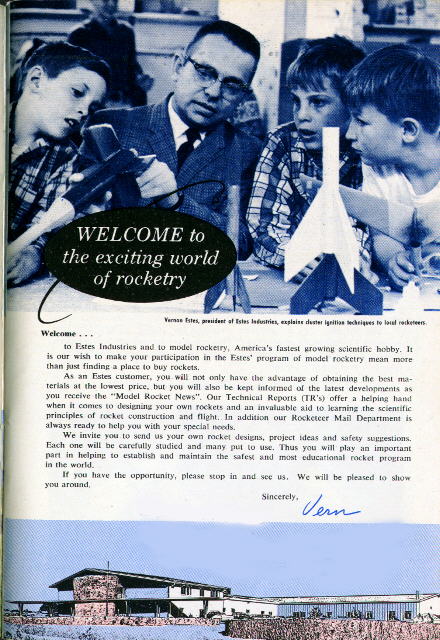 WELCOME to
the exciting world
of rocketry
Vernon Estes, president of Estes Industries, explains cluster ignition techniques to local rocketeers.
Welcome . . .
to Estes Industries and to model rocketry, America's fastest growing scientific hobby. It
is our wish to make your participation in the Estes' program of model rocketry mean more
than just finding a place to buy rockets.
As an Estes customer, you will not only have the advantage of obtaining the best ma-
terials at the lowest price, but you will also be kept informed of the latest developments as
you receive the "Model Rocket News". Our Technical Reports (TR's) offer a helping hand
when it comes to designing your own rockets and an invaluable aid to learning the scientific
principles of rocket construction and flight. In addition our Rocketeer Mail Department is
always ready to help you with your special needs.
We invite you to send us your own rocket designs, project ideas and safety suggestions.
Each one will be carefully studied and many put to use. Thus you will play an important
part in helping to establish and maintain the safest and most educational rocket program
in the world.
If you have the opportunity, please stop in and see us. We will be pleased to show
you around.
Sincerely,
Vern